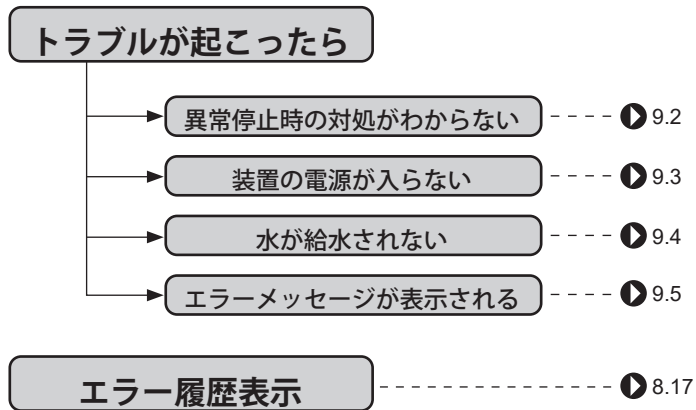 トラブルが起こったら
異常停止時の対処がわからない 9.2
装置の電源が入らない 9.3
水が給水されない 9.4
エラーメッセージが表示される 9.5
エラー履歴表示 8.17